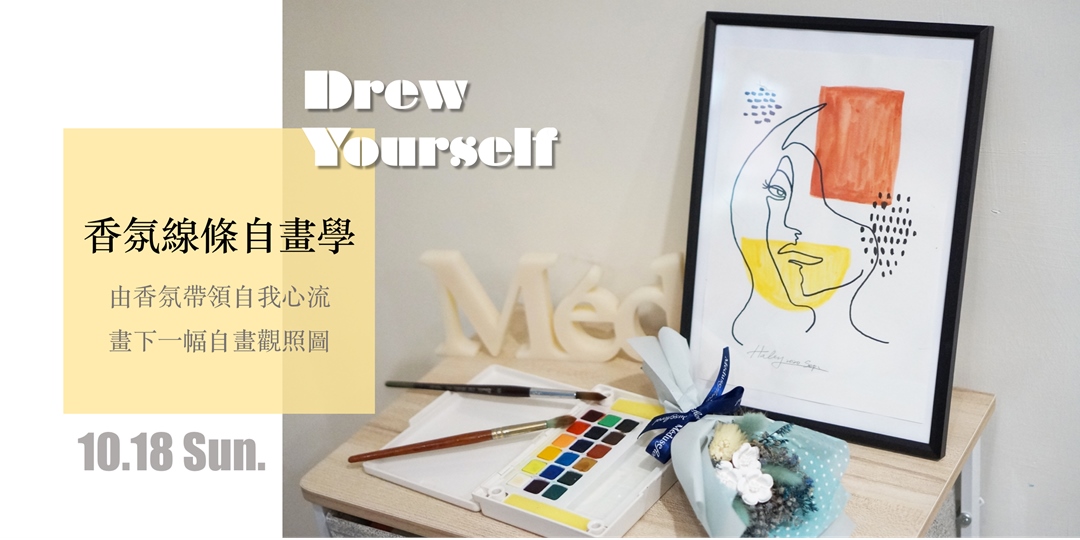 Drew
Yourself
香氛線條自畫學
由香氛帶領自我心流
畫下一幅自畫觀照圖
10.18 Sun.
Méd